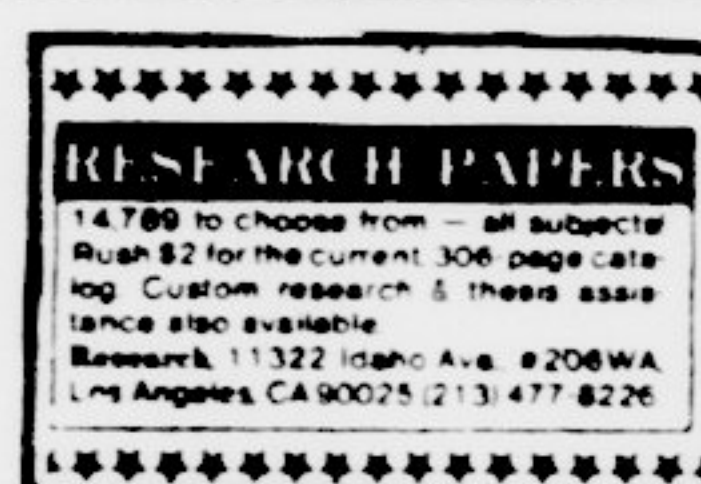 RESEARCH PAPERS
14,789 to choose from — all subjects!
Rush $2 for the current, 306-page cata-
log. Custom research & thesis assis-
tance also available.
Research, 11322 Idaho Ave. #206WA,
Los Angeles, CA 90025 (213) 477-8226